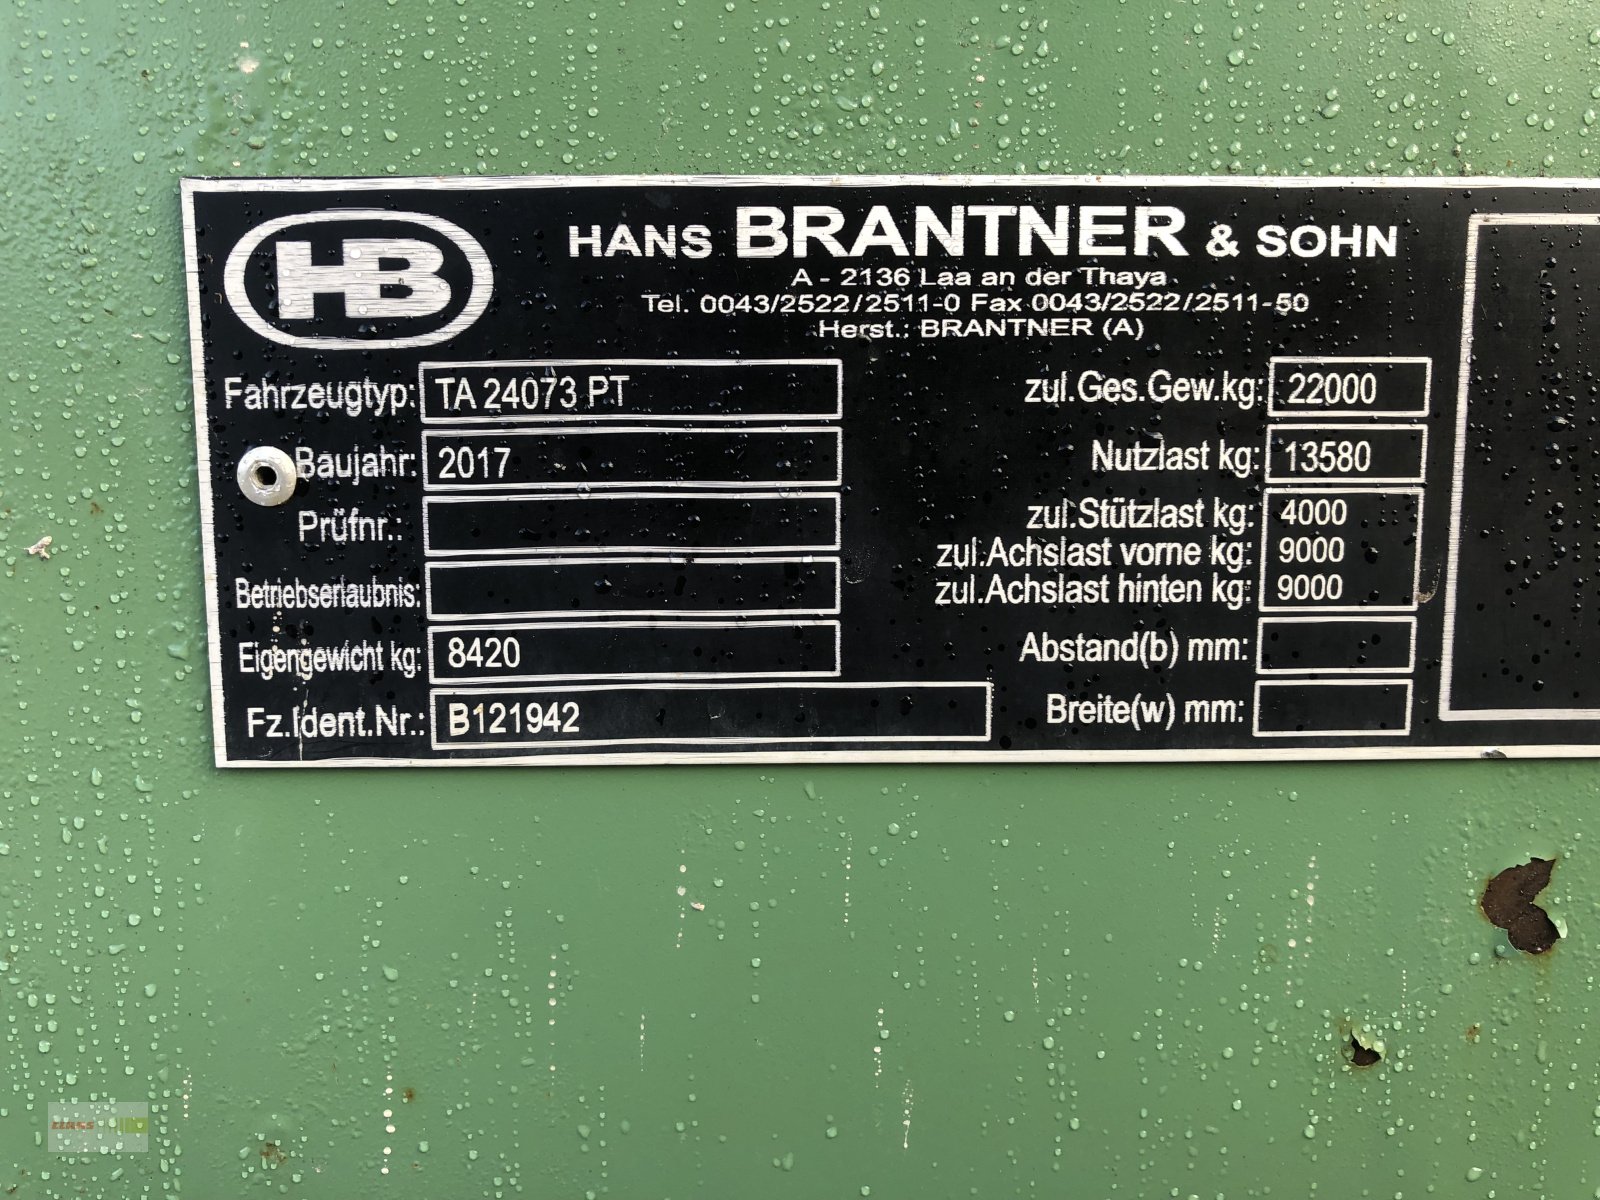 HB
HANS BRANTNER & SOHN
A - 2136 Laa an der Thaya
Tel. 0043/2522/2511-0 Fax 0043/2522/2511-50
Herst.: BRANTNER (A)
Fahrzeugtyp: TA 24073 PT
Baujahr: 2017
Prüfnr.:
Betriebserlaubnis:
Eigengewicht kg: 8420
Fz.Ident.Nr.: B121942
zul.Ges.Gew.kg: 22000
Nutzlast kg: 13580
zul.Stützlast kg: 4000
zul.Achslast vorne kg: 9000
zul.Achslast hinten kg: 9000
Abstand(b) mm:
Breite(w) mm:
CLAAS